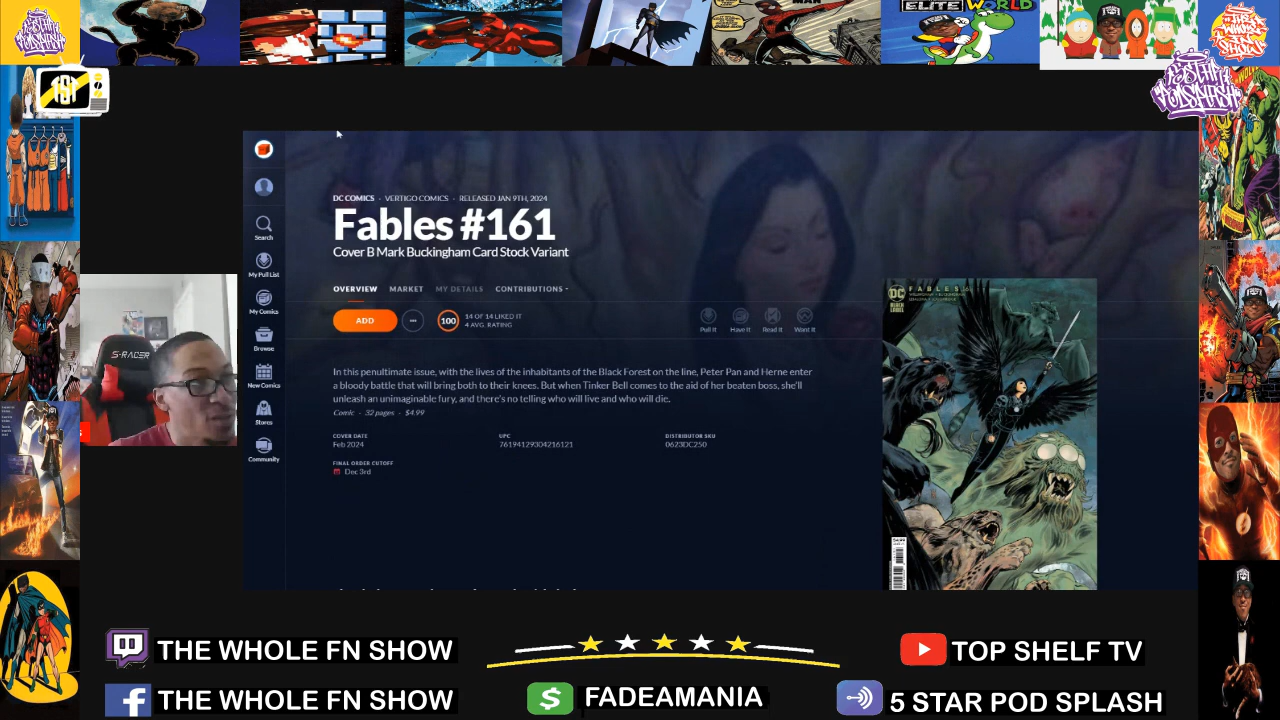 ELITE WORLD
MAN
TST
DC COMICS · VERTIGO COMICS · RELEASED JAN 9TH, 2024
Fables #161
Cover B Mark Buckingham Card Stock Variant
Search
My Pull List
My Comics
Browse
New Comics
Stores
Community
OVERVIEW MARKET MY DETAILS CONTRIBUTIONS
ADD
100
14 OF 14 LIKED IT
4 AVG. RATING
Pull It Have It Read It Want It
In this penultimate issue, with the lives of the inhabitants of the Black Forest on the line, Peter Pan and Herne enter
a bloody battle that will bring both to their knees. But when Tinker Bell comes to the aid of her beaten boss, she'll
unleash an unimaginable fury, and there's no telling who will live and who will die.
Comic · 32 pages · $4.99
COVER DATE
Feb 2024
UPC
76194129304216121
DISTRIBUTOR SKU
0623DC250
FINAL ORDER CUTOFF
Dec 3rd
DC
BLACK LABEL
FABLES
S-RACER
THE WHOLE FN SHOW
TOP SHELF TV
THE WHOLE FN SHOW
$ FADEAMANIA
5 STAR POD SPLASH